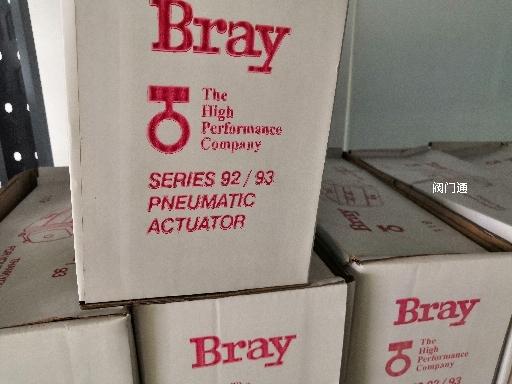 Bray
The
High
Performance
Company
SERIES 92 / 93
PNEUMATIC
ACTUATOR
阀门通
Bray
Bray
Bray
The
High
Performance
Company